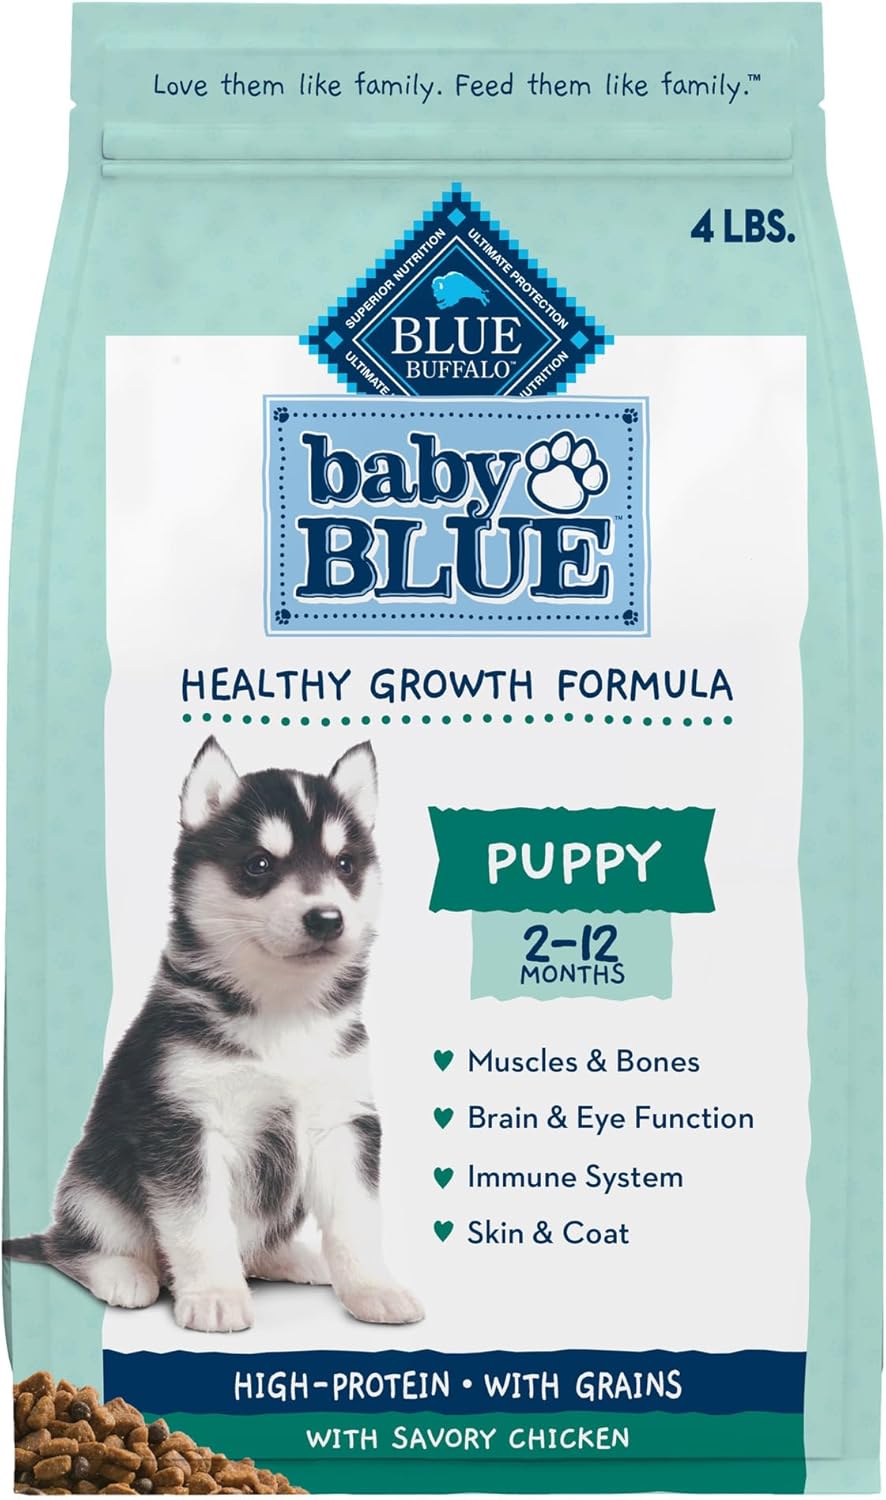 Love them like family. Feed them like family.™
4 LBS.
SUPERIOR NUTRITION
ULTIMATE PROTECTION
BLUE
BUFFALO™
ULTIMATE
NUTRITION
baby
BLUE™
HEALTHY GROWTH FORMULA
PUPPY
2–12
MONTHS
Muscles & Bones
Brain & Eye Function
Immune System
Skin & Coat
HIGH-PROTEIN • WITH GRAINS
WITH SAVORY CHICKEN